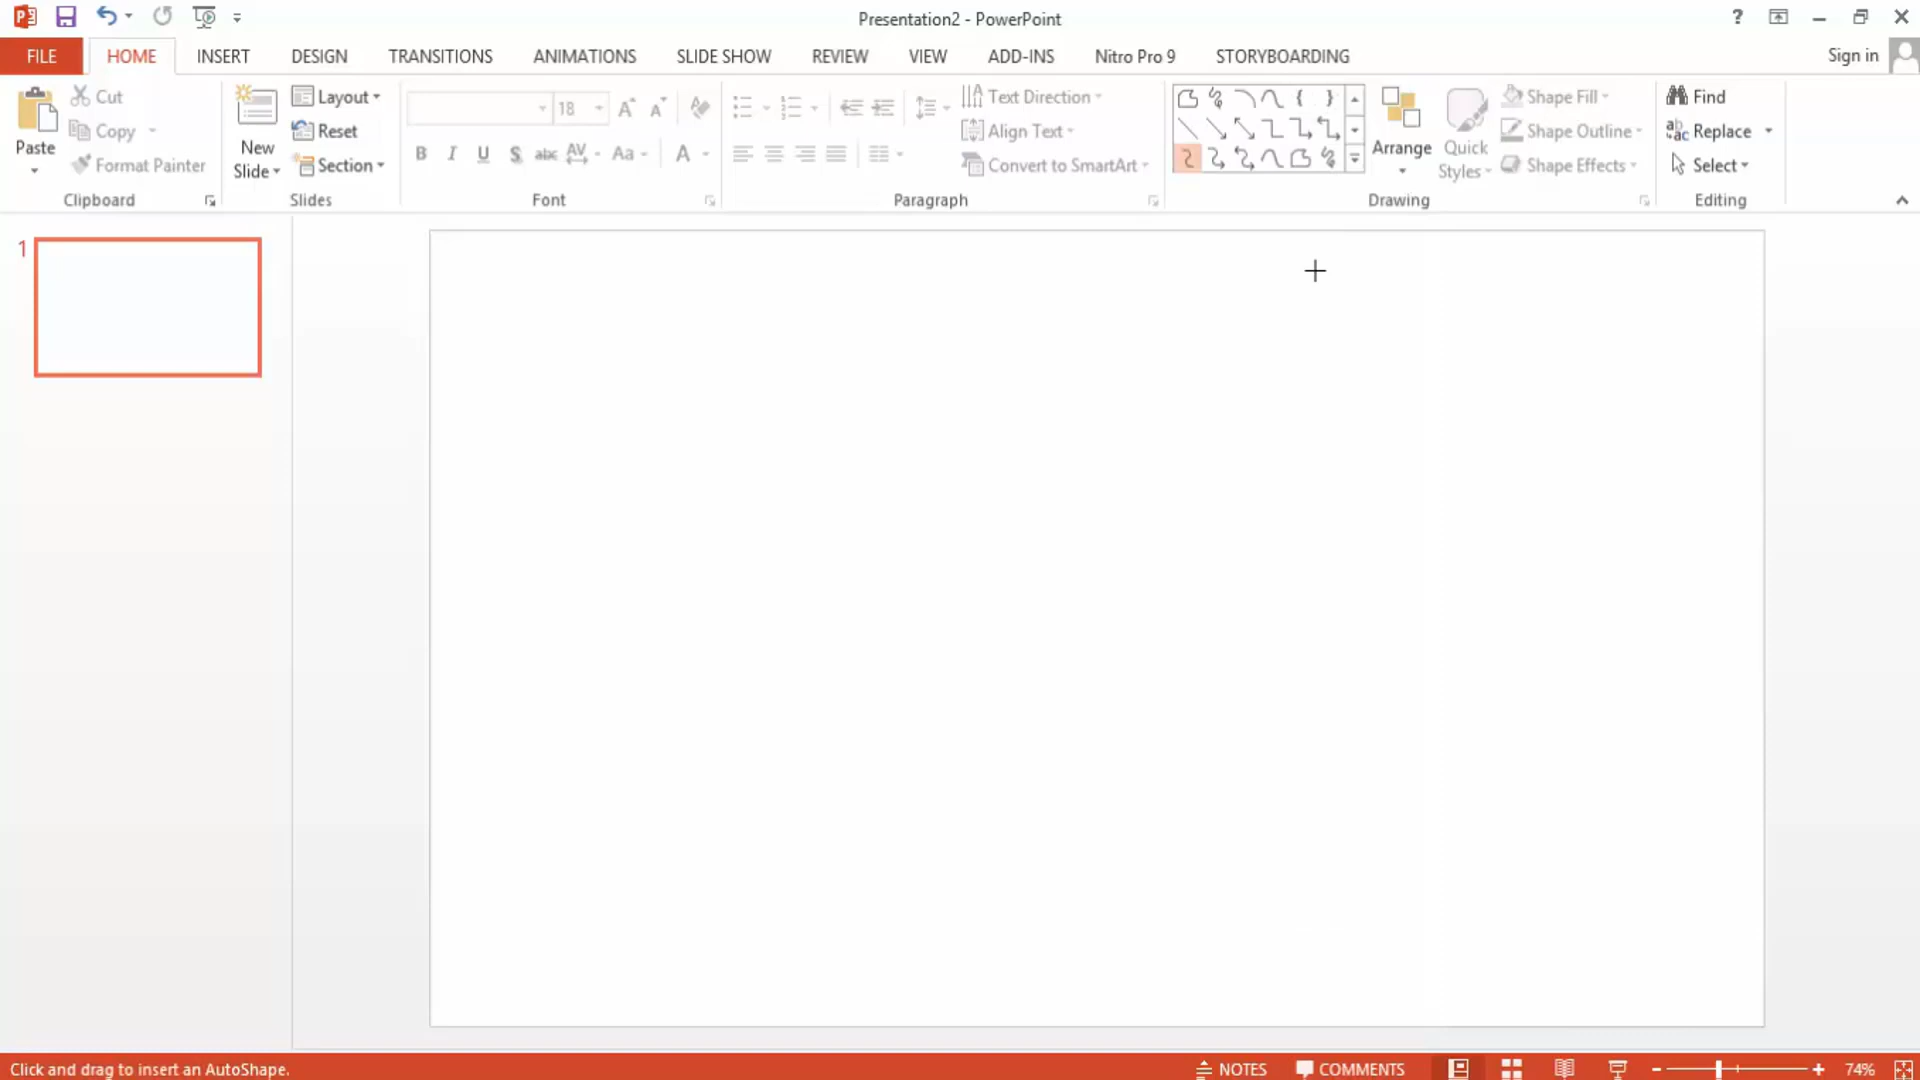 Presentation2 - PowerPoint
?
FILE HOME INSERT DESIGN TRANSITIONS ANIMATIONS SLIDE SHOW REVIEW VIEW ADD-INS Nitro Pro 9 STORYBOARDING Sign in
Paste
Cut
Copy
Format Painter
Clipboard
New
Slide
Layout
Reset
Section
Slides
18
B I U S abc AV Aa A
Font
Text Direction
Align Text
Convert to SmartArt
Paragraph
Arrange
Quick
Styles
Shape Fill
Shape Outline
Shape Effects
Drawing
Find
Replace
Select
Editing
1
Click and drag to insert an AutoShape. NOTES COMMENTS 74%